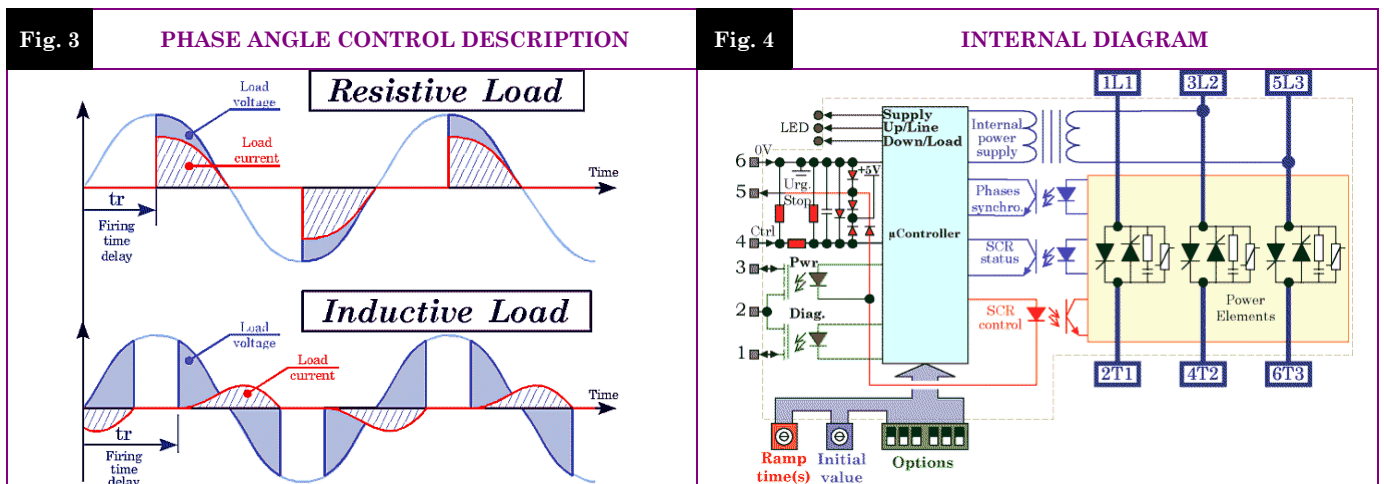 Fig. 3
PHASE ANGLE CONTROL DESCRIPTION
Resistive Load
Load
voltage
Load
current
Time
tr
Firing
time
delay
Inductive Load
Load
voltage
Load
current
Time
tr
Firing
time
delay
Fig. 4
INTERNAL DIAGRAM
1L1
3L2
5L3
Supply
Up/Line
Down/Load
LED
Internal
power
supply
6
0V
+5V
5
Urg.
Stop
Phases
synchro.
4
Ctrl
µController
SCR
status
3
Pwr
2
Diag.
1
SCR
control
Power
Elements
2T1
4T2
6T3
Ramp
time(s)
Initial
value
Options